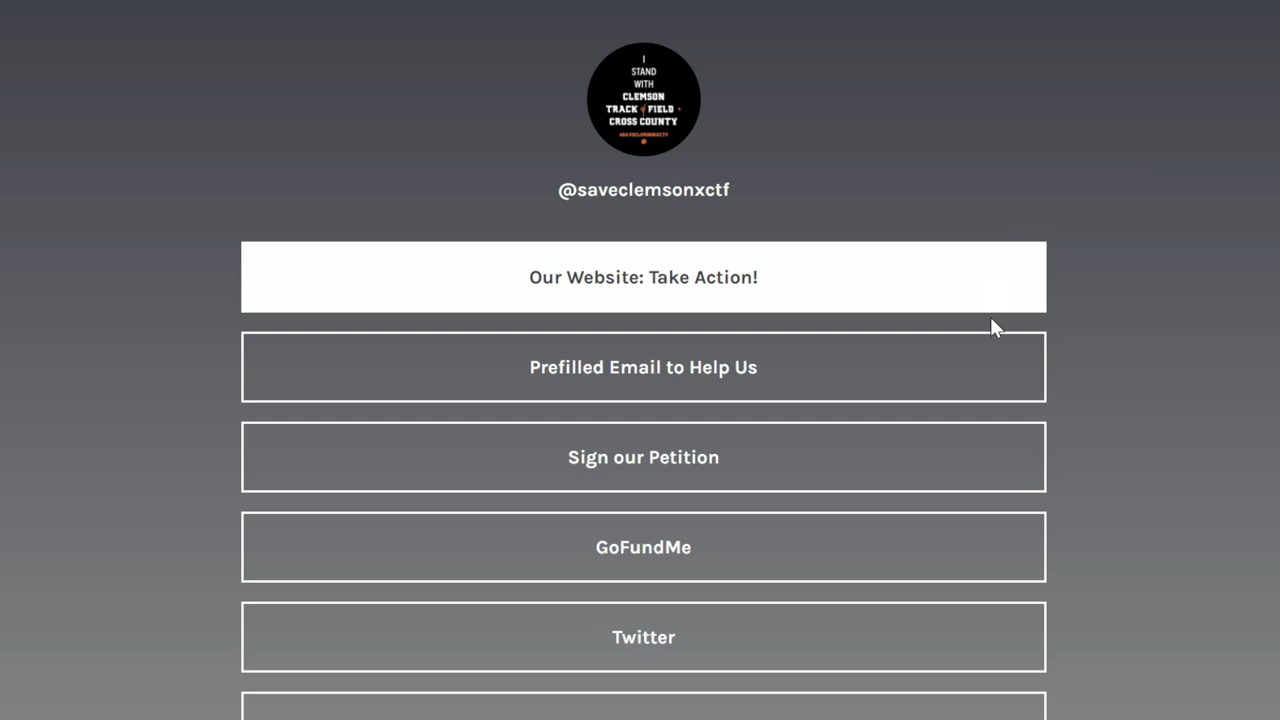 I
STAND
WITH
CLEMSON
TRACK & FIELD +
CROSS COUNTY
#SAVECLEMSONXCTF
@saveclemsonxctf
Our Website: Take Action!
Prefilled Email to Help Us
Sign our Petition
GoFundMe
Twitter